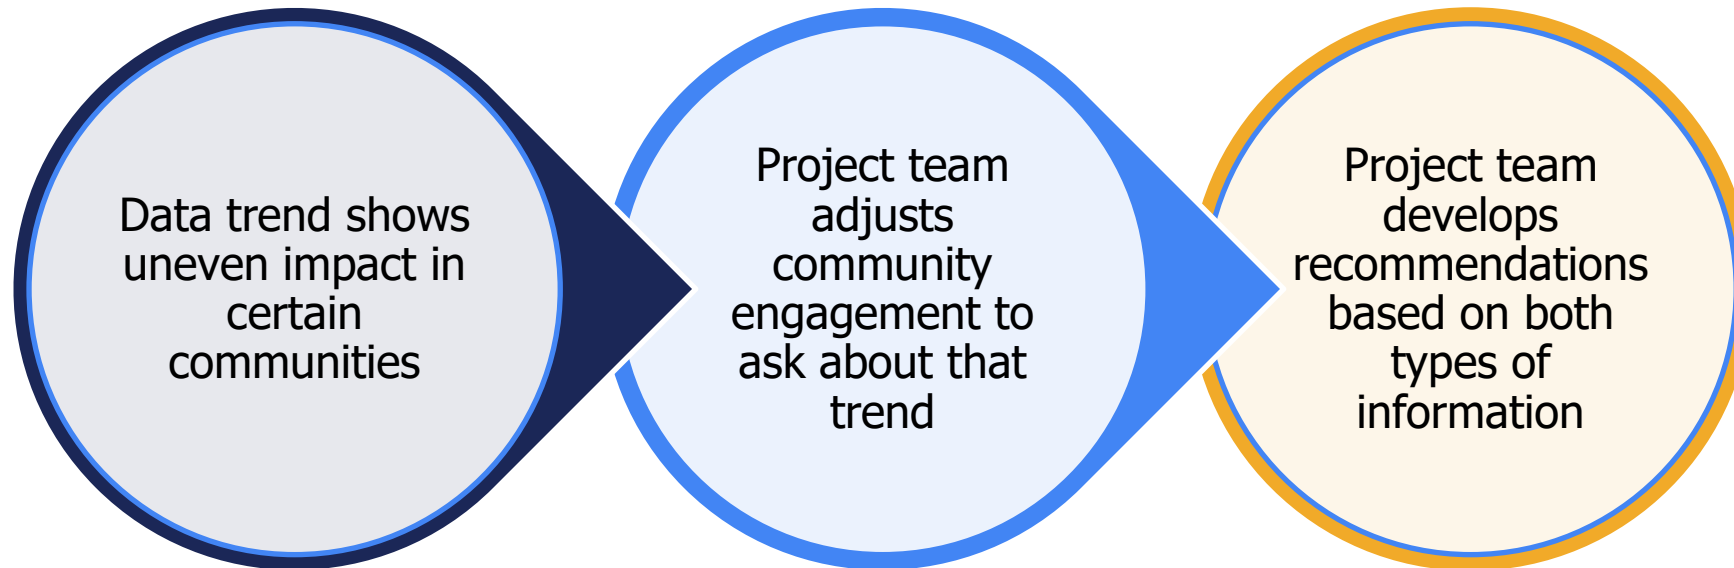 Data trend shows
uneven impact in
certain
communities
Project team
adjusts
community
engagement to
ask about that
trend
Project team
develops
recommendations
based on both
types of
information